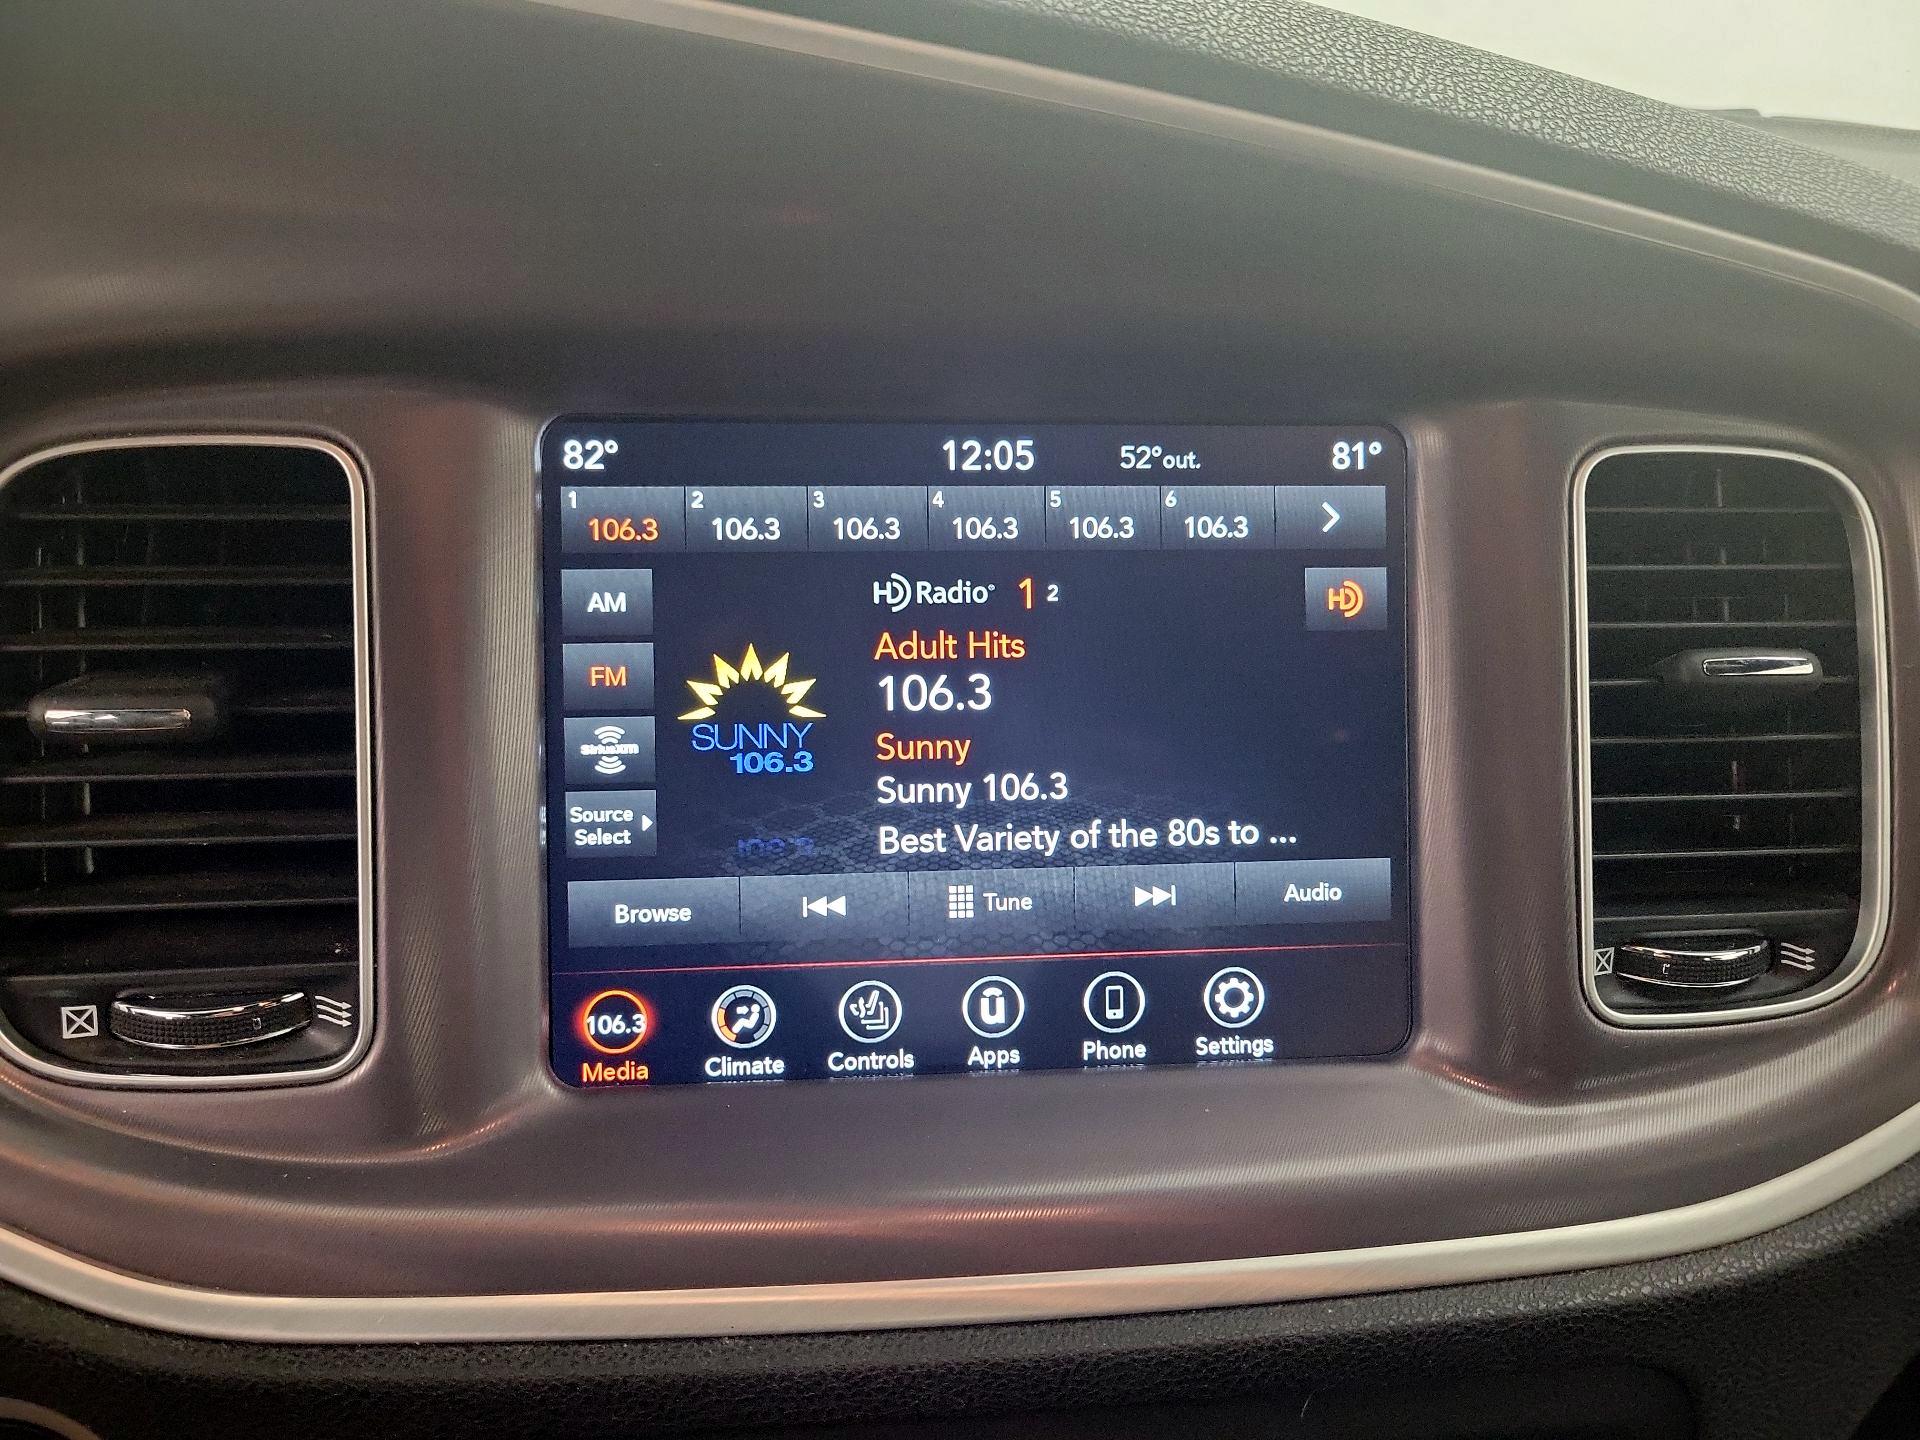 82° 12:05 52°out. 81°
1 2 3 4 5 6
106.3 106.3 106.3 106.3 106.3 106.3
AM
HD Radio 1 2
HD
Adult Hits
FM
106.3
SUNNY
106.3
Sunny
SiriusXM
Sunny 106.3
Source
Select
Best Variety of the 80s to ...
Browse Tune Audio
106.3
Media Climate Controls Apps Phone Settings